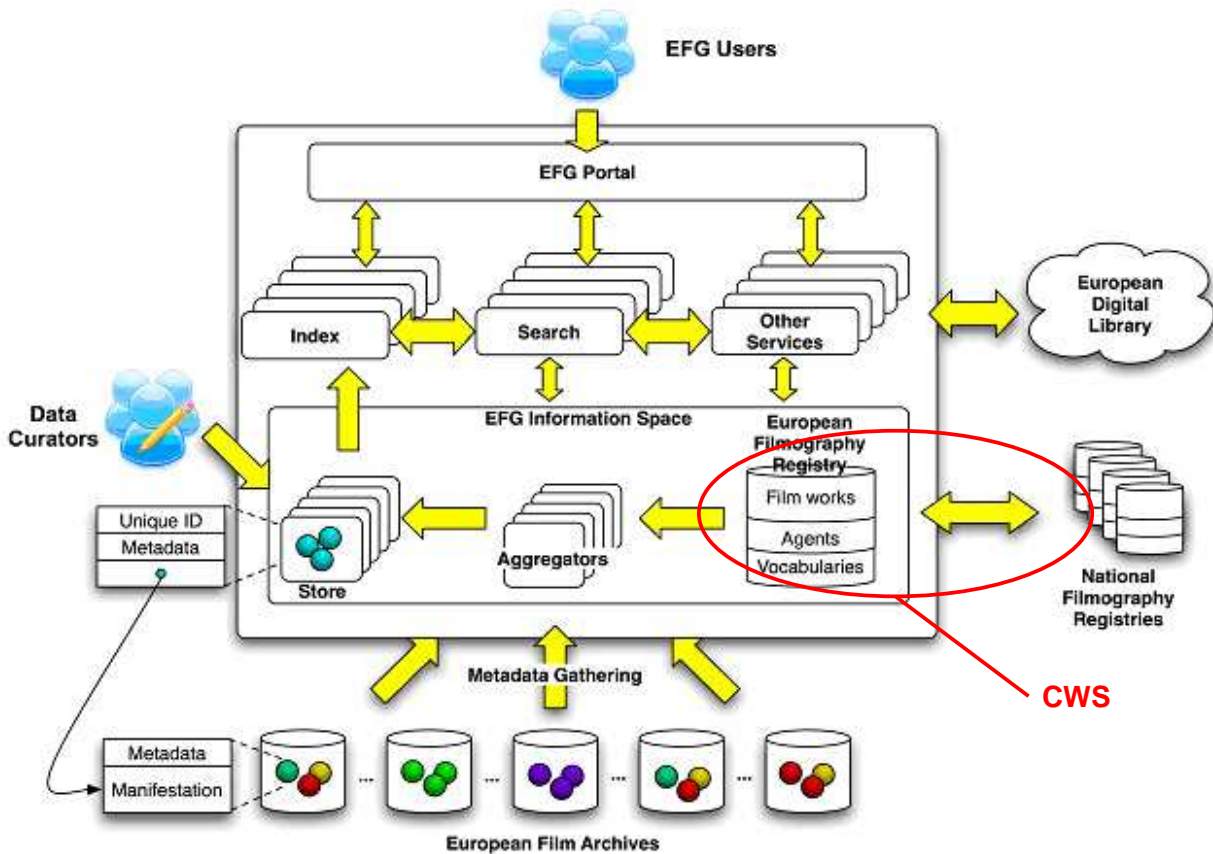 EFG Users
EFG Portal
Index
Search
Other
Services
European
Digital
Library
Data
Curators
EFG Information Space
European
Filmography
Registry
Film works
Agents
Vocabularies
Unique ID
Metadata
Store
Aggregators
National
Filmography
Registries
Metadata Gathering
CWS
Metadata
Manifestation
...
...
...
...
European Film Archives